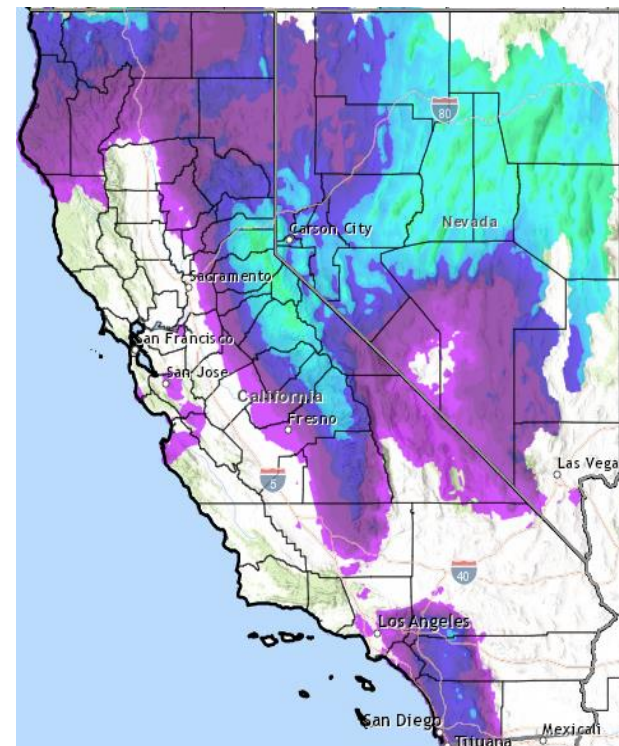 80
Nevada
Carson City
Sacramento
San Francisco
San Jose
California
Fresno
5
Las Vega
40
Los Angeles
San Diego
Mexicali
Tijuana